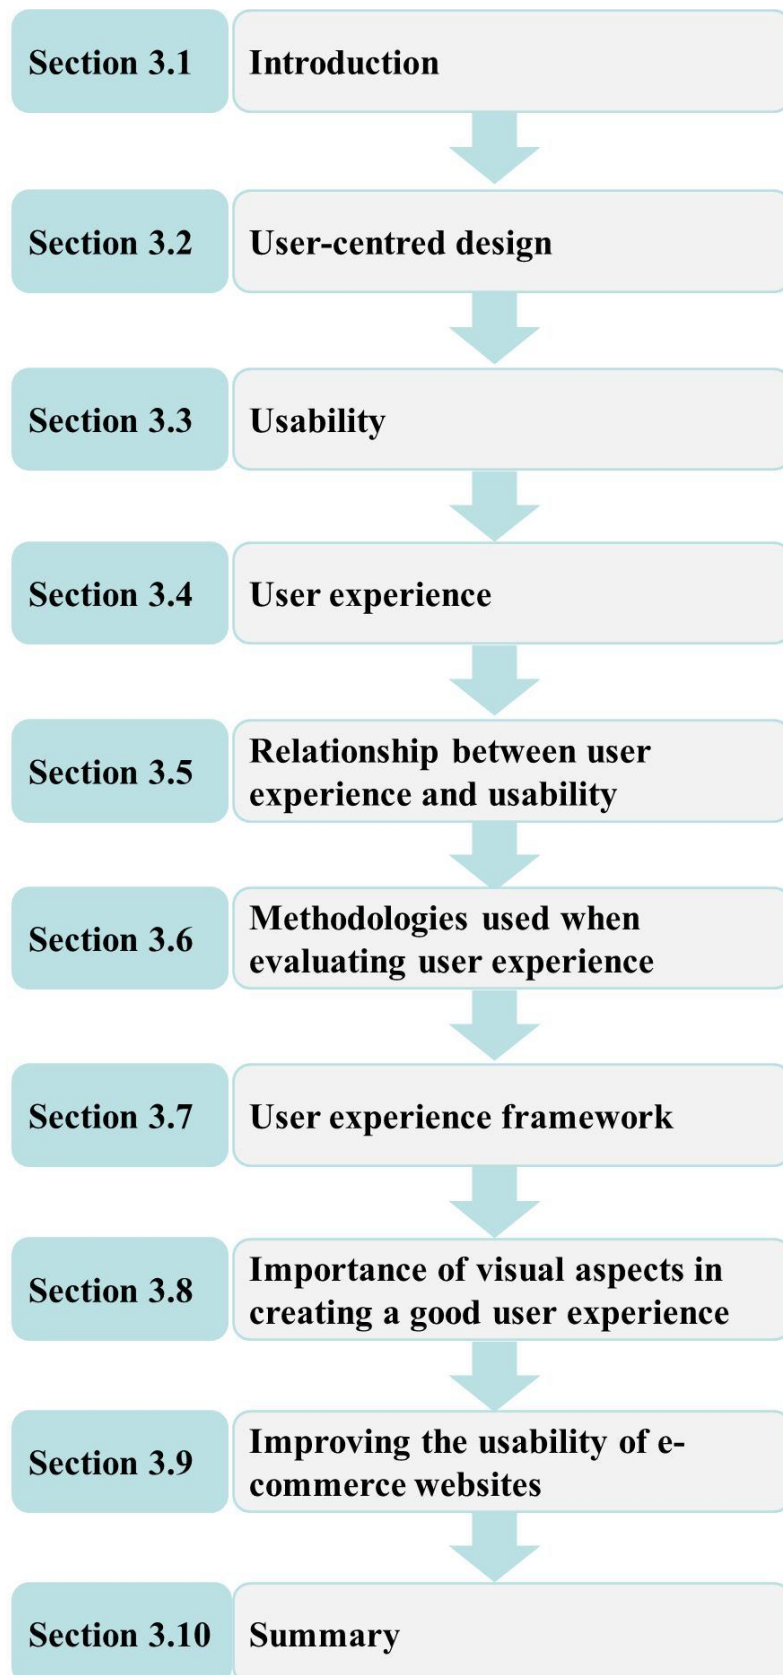 Section 3.1 Introduction
Section 3.2 User-centred design
Section 3.3 Usability
Section 3.4 User experience
Section 3.5 Relationship between user
experience and usability
Section 3.6 Methodologies used when
evaluating user experience
Section 3.7 User experience framework
Section 3.8 Importance of visual aspects in
creating a good user experience
Section 3.9 Improving the usability of e-
commerce websites
Section 3.10 Summary